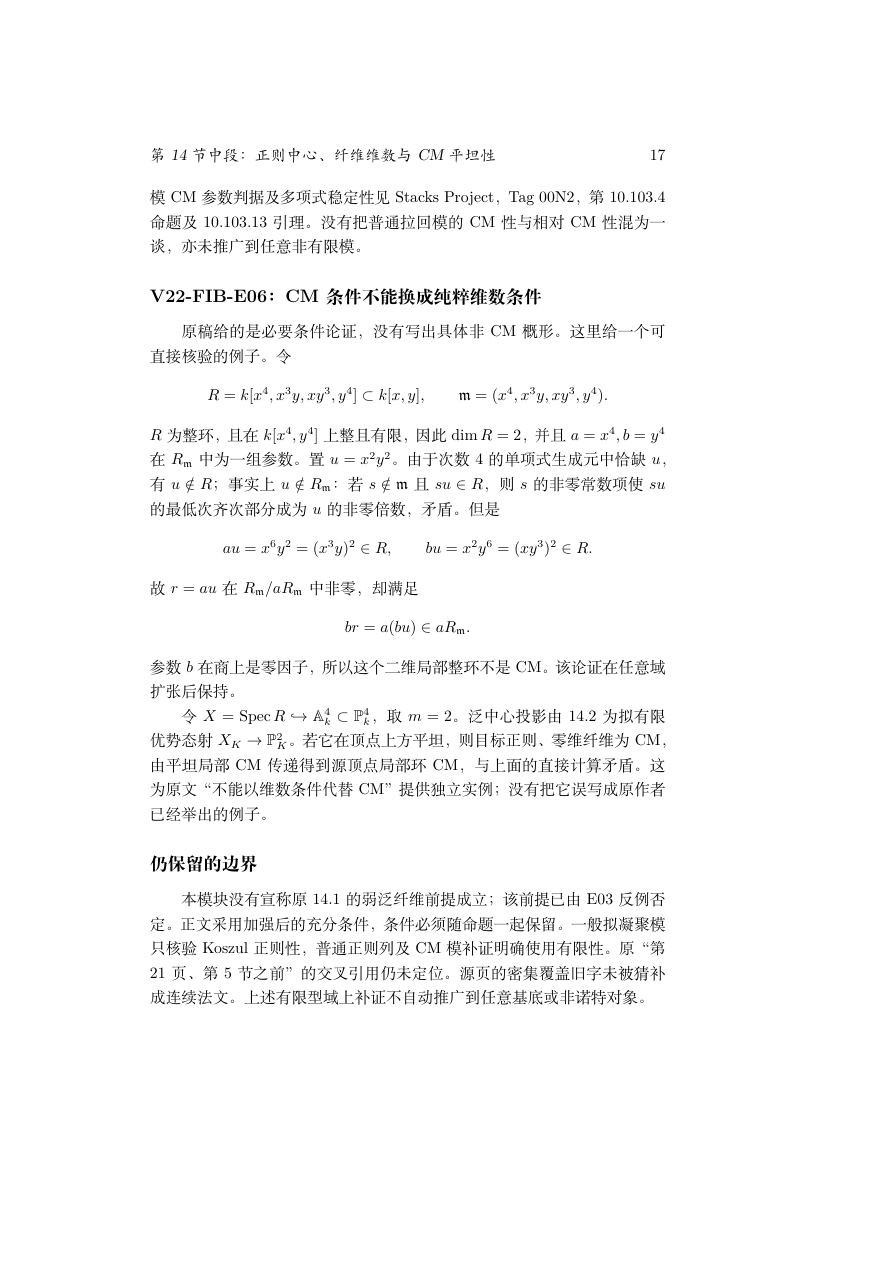 第 14 节中段：正则中心、纤维维数与 CM 平坦性 17
模 CM 参数判据及多项式稳定性见 Stacks Project，Tag 00N2，第 10.103.4
命题及 10.103.13 引理。没有把普通拉回模的 CM 性与相对 CM 性混为一
谈，亦未推广到任意非有限模。
V22-FIB-E06：CM 条件不能换成纯粹维数条件
原稿给的是必要条件论证，没有写出具体非 CM 概形。这里给一个可
直接核验的例子。令
R = k[x⁴, x³y, xy³, y⁴] ⊂ k[x, y], 𝔪 = (x⁴, x³y, xy³, y⁴).
R 为整环，且在 k[x⁴, y⁴] 上整且有限，因此 dim R = 2，并且 a = x⁴, b = y⁴
在 R_𝔪 中为一组参数。置 u = x²y²。由于次数 4 的单项式生成元中恰缺 u，
有 u ∉ R；事实上 u ∉ R_𝔪：若 s ∉ 𝔪 且 su ∈ R，则 s 的非零常数项使 su
的最低次齐次部分成为 u 的非零倍数，矛盾。但是
au = x⁶y² = (x³y)² ∈ R, bu = x²y⁶ = (xy³)² ∈ R.
故 r = au 在 R_𝔪/aR_𝔪 中非零，却满足
br = a(bu) ∈ aR_𝔪.
参数 b 在商上是零因子，所以这个二维局部整环不是 CM。该论证在任意域
扩张后保持。
令 X = Spec R ↪ 𝔸⁴_k ⊂ ℙ⁴_k，取 m = 2。泛中心投影由 14.2 为拟有限
优势态射 X_K → ℙ²_K。若它在顶点上方平坦，则目标正则、零维纤维为 CM，
由平坦局部 CM 传递得到源顶点局部环 CM，与上面的直接计算矛盾。这
为原文“不能以维数条件代替 CM”提供独立实例；没有把它误写成原作者
已经举出的例子。
仍保留的边界
本模块没有宣称原 14.1 的弱泛纤维前提成立；该前提已由 E03 反例否
定。正文采用加强后的充分条件，条件必须随命题一起保留。一般拟凝聚模
只核验 Koszul 正则性，普通正则列及 CM 模补证明确使用有限性。原“第
21 页、第 5 节之前”的交叉引用仍未定位。源页的密集覆盖旧字未被猜补
成连续法文。上述有限型域上补证不自动推广到任意基底或非诺特对象。